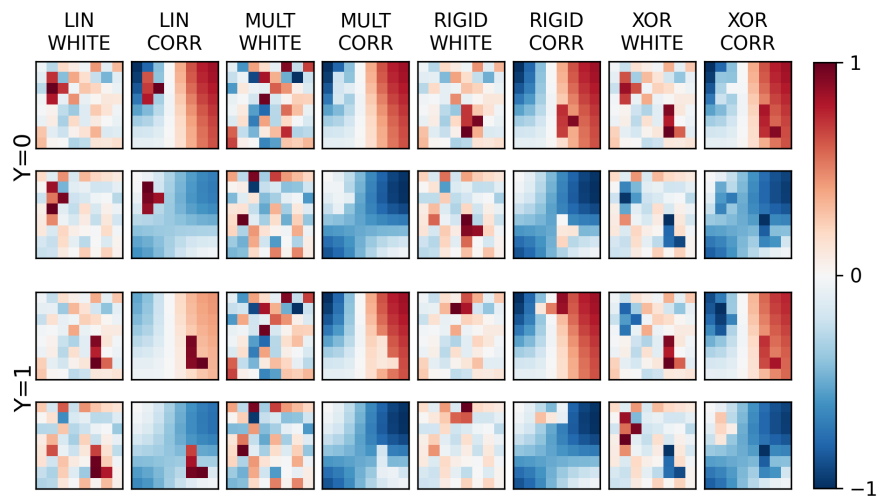 LIN WHITE
LIN CORR
MULT WHITE
MULT CORR
RIGID WHITE
RIGID CORR
XOR WHITE
XOR CORR
Y=0
Y=1
1
0
−1